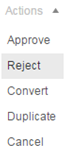 Actions ▲
Approve
Reject
Convert
Duplicate
Cancel